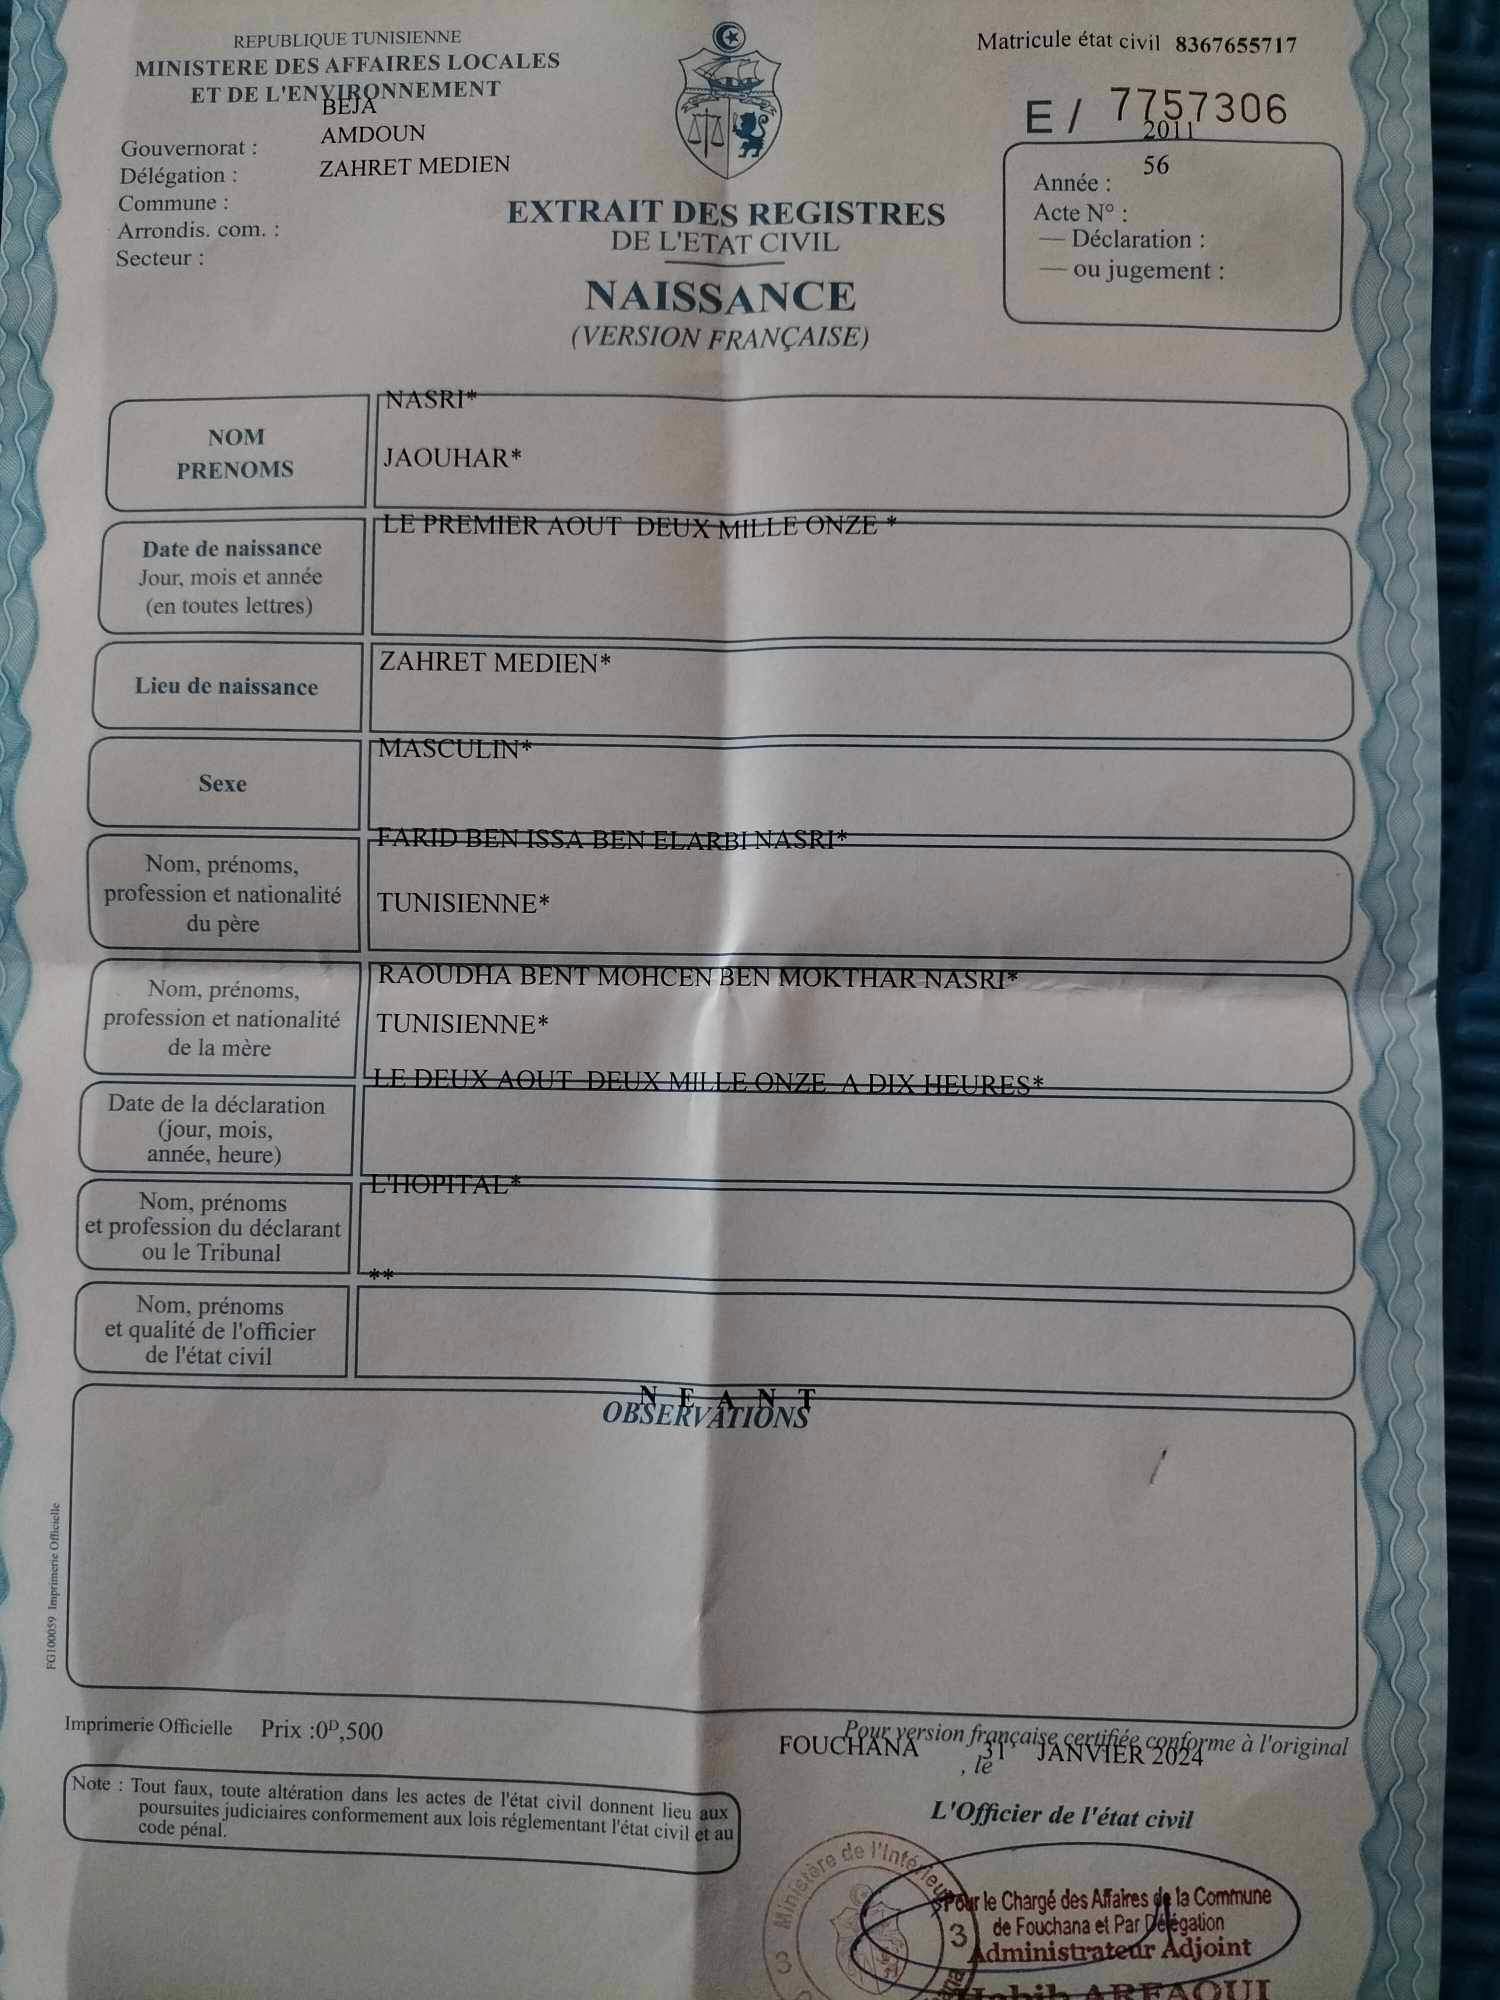 REPUBLIQUE TUNISIENNE
MINISTERE DES AFFAIRES LOCALES
ET DE L'ENVIRONNEMENT
Matricule état civil 8367655717
E / 7757306
BEJA
AMDOUN
ZAHRET MEDIEN
Gouvernorat :
Délégation :
Commune :
Arrondis. com. :
Secteur :
2011
56
Année :
Acte N° :
— Déclaration :
— ou jugement :
EXTRAIT DES REGISTRES
DE L'ETAT CIVIL
NAISSANCE
(VERSION FRANÇAISE)
NOM
PRENOMS
NASRI*
JAOUHAR*
Date de naissance
Jour, mois et année
(en toutes lettres)
LE PREMIER AOUT DEUX MILLE ONZE *
Lieu de naissance
ZAHRET MEDIEN*
Sexe
MASCULIN*
Nom, prénoms,
profession et nationalité
du père
FARID BEN ISSA BEN ELARBI NASRI*
TUNISIENNE*
Nom, prénoms,
profession et nationalité
de la mère
RAOUDHA BENT MOHCEN BEN MOKTHAR NASRI*
TUNISIENNE*
Date de la déclaration
(jour, mois,
année, heure)
LE DEUX AOUT DEUX MILLE ONZE A DIX HEURES*
Nom, prénoms
et profession du déclarant
ou le Tribunal
L'HOPITAL*
**
Nom, prénoms
et qualité de l'officier
de l'état civil
N E A N T
OBSERVATIONS
FG100059 Imprimerie Officielle
Imprimerie Officielle Prix :0ᴰ,500
Pour version française certifiée conforme à l'original
FOUCHANA , le 31 JANVIER 2024
Note : Tout faux, toute altération dans les actes de l'état civil donnent lieu aux
poursuites judiciaires conformement aux lois réglementant l'état civil et au
code pénal.
L'Officier de l'état civil
Ministère de l'Intérieur
3
3
Pour le Chargé des Affaires de la Commune
de Fouchana et Par Délégation
Administrateur Adjoint
Habib ARFAOUI